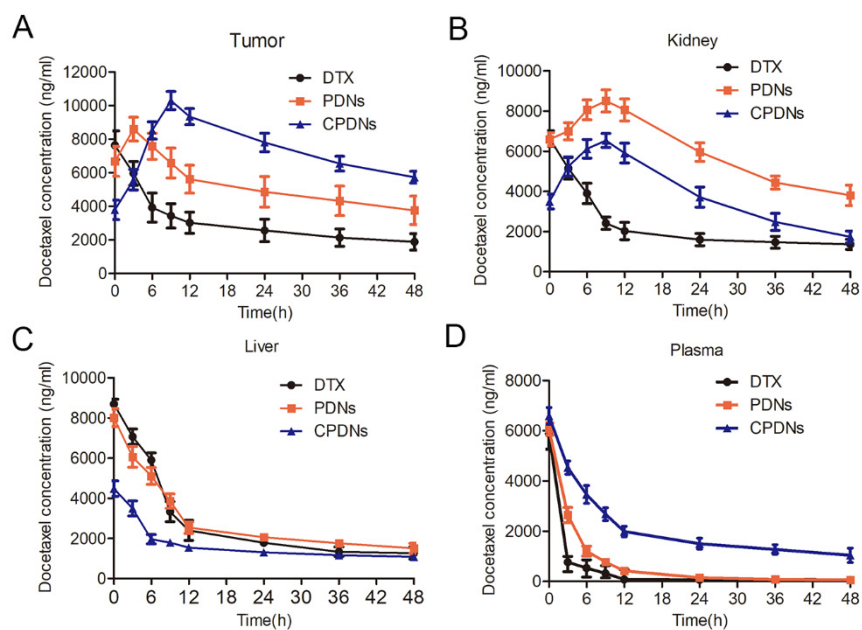 A
Tumor
Docetaxel concentration (ng/ml)
12000
10000
8000
6000
4000
2000
0
DTX
PDNs
CPDNs
0 6 12 18 24 30 36 42 48
Time(h)
B
Kidney
Docetaxel concentration (ng/ml)
10000
8000
6000
4000
2000
0
DTX
PDNs
CPDNs
0 6 12 18 24 30 36 42 48
Time(h)
C
Liver
Docetaxel concentration (ng/ml)
10000
8000
6000
4000
2000
0
DTX
PDNs
CPDNs
0 6 12 18 24 30 36 42 48
Time(h)
D
Plasma
Docetaxel concentration (ng/ml)
8000
6000
4000
2000
0
DTX
PDNs
CPDNs
0 6 12 18 24 30 36 42 48
Time(h)